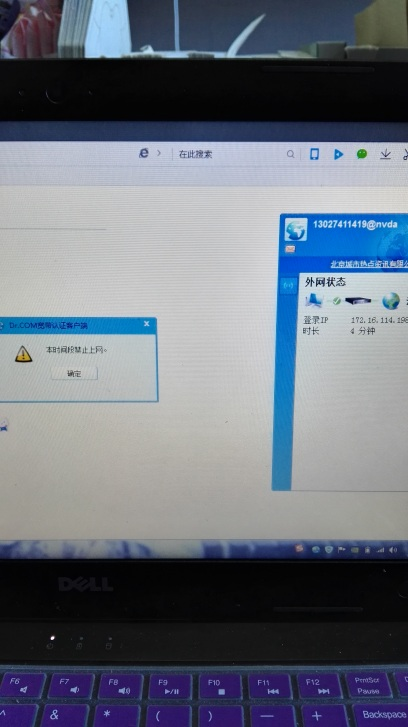 在此搜索
13027411419@nvda
北京城市热点资讯有限公
外网状态
登录IP 172.16.114.198
时长 4 分钟
Dr.COM宽带认证客户端 X
本时间段禁止上网。
确定
DELL
F6 F7 F8 F9 F10 F11 F12 PrntScr
Pause
^ & * ( ) — + Backspace